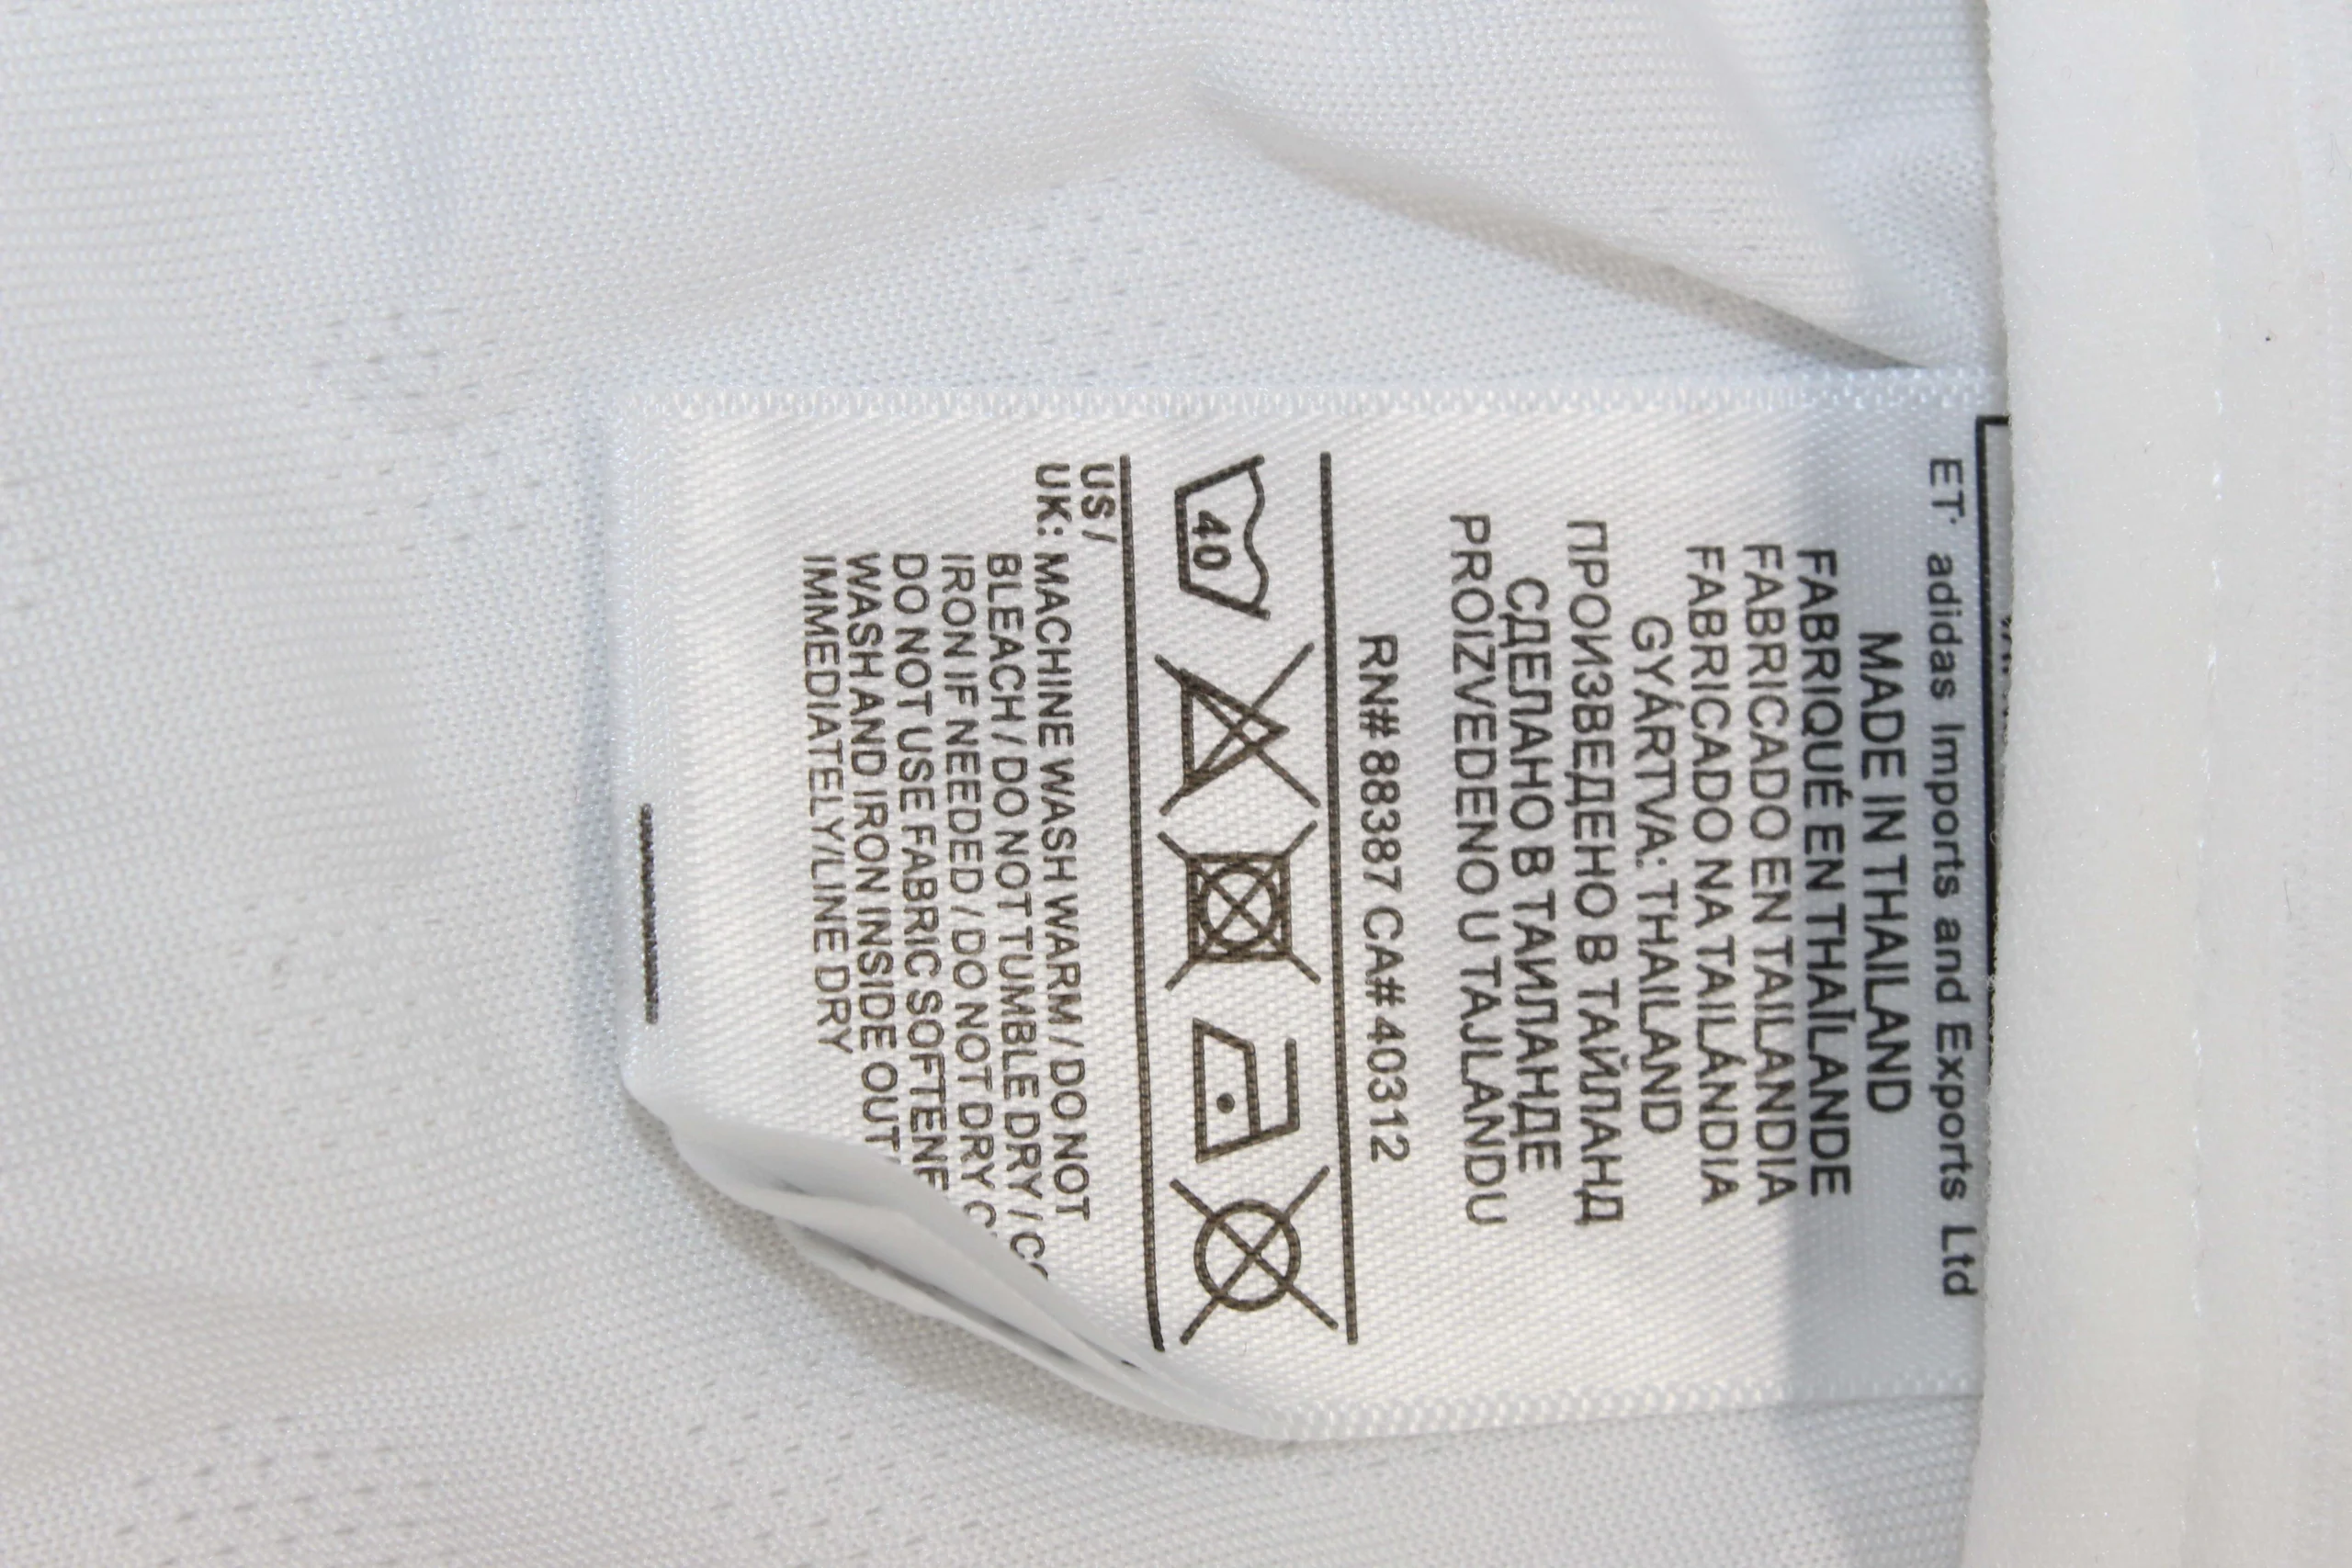 ET: adidas Imports and Exports Ltd
MADE IN THAILAND
FABRIQUÉ EN THAÏLANDE
FABRICADO EN TAILANDIA
FABRICADO NA TAILÁNDIA
GYÁRTVA: THAILAND
ПРОИЗВЕДЕНО В ТАЙЛАНД
СДЕЛАНО В ТАИЛАНДЕ
PROIZVEDENO U TAJLANDU
RN# 88387 CA# 40312
40
US /
UK: MACHINE WASH WARM / DO NOT
BLEACH / DO NOT TUMBLE DRY /
IRON IF NEEDED / DO NOT DRY
DO NOT USE FABRIC
WASH AND IRON INSIDE OUT
IMMEDIATELY/LINE DRY